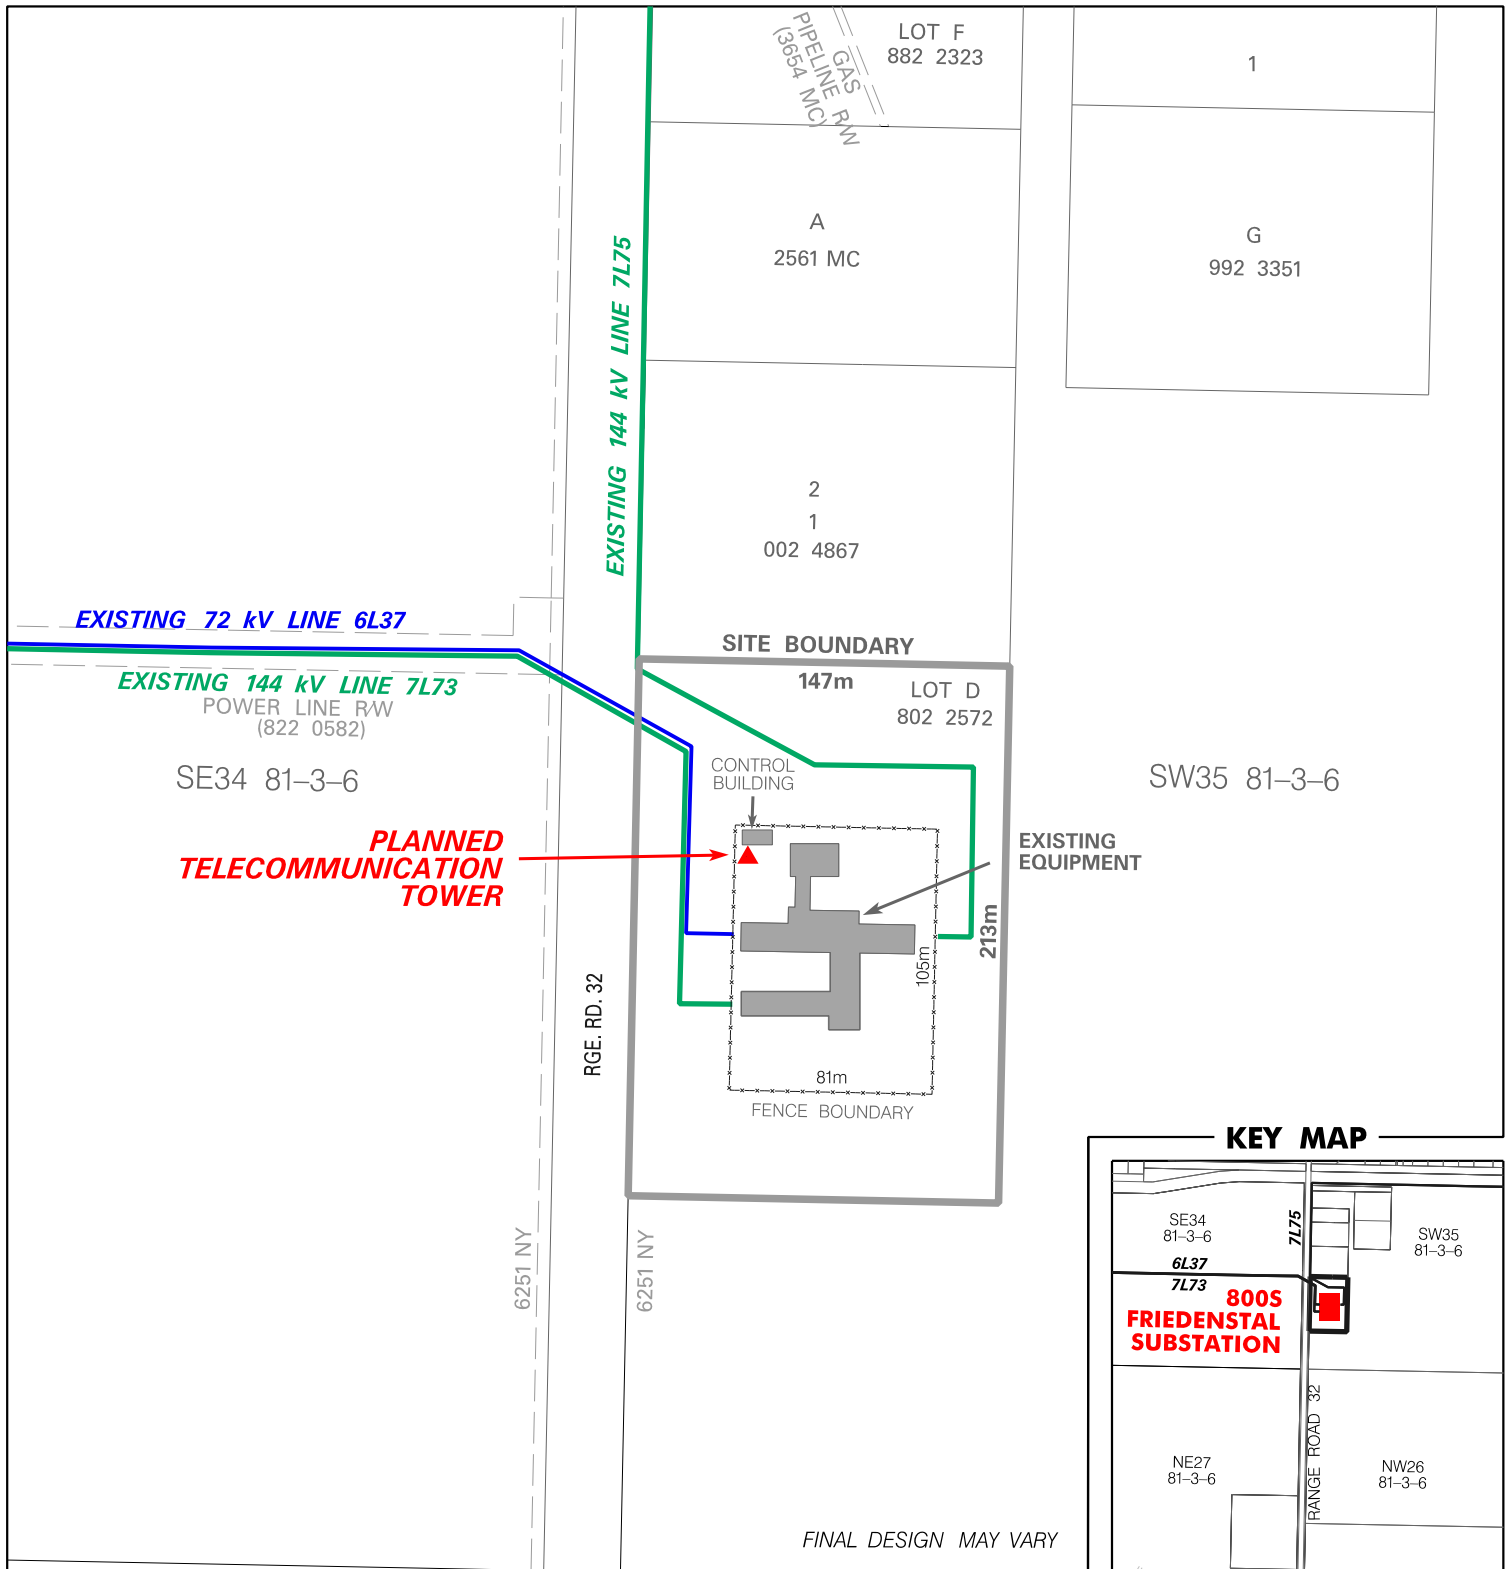 LOT F
882 2323
GAS
PIPELINE R/W
(3654 MC)
1
A
2561 MC
G
992 3351
EXISTING 144 kV LINE 7L75
2
1
002 4867
EXISTING 72 kV LINE 6L37
EXISTING 144 kV LINE 7L73
POWER LINE R/W
(822 0582)
SE34 81–3–6
SITE BOUNDARY
147m
LOT D
802 2572
CONTROL
BUILDING
SW35 81–3–6
PLANNED
TELECOMMUNICATION
TOWER
EXISTING
EQUIPMENT
213m
105m
81m
FENCE BOUNDARY
RGE. RD. 32
6251 NY
6251 NY
FINAL DESIGN MAY VARY
KEY MAP
SE34
81–3–6
7L75
SW35
81–3–6
6L37
7L73
800S
FRIEDENSTAL
SUBSTATION
RANGE ROAD 32
NE27
81–3–6
NW26
81–3–6